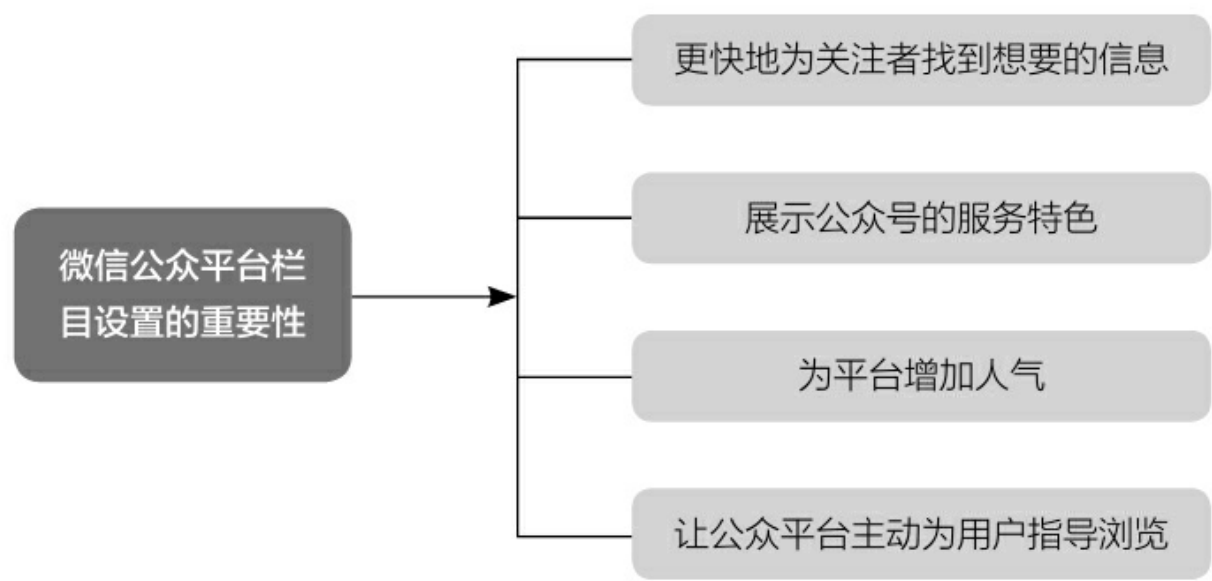 微信公众平台栏
目设置的重要性
更快地为关注者找到想要的信息
展示公众号的服务特色
为平台增加人气
让公众平台主动为用户指导浏览